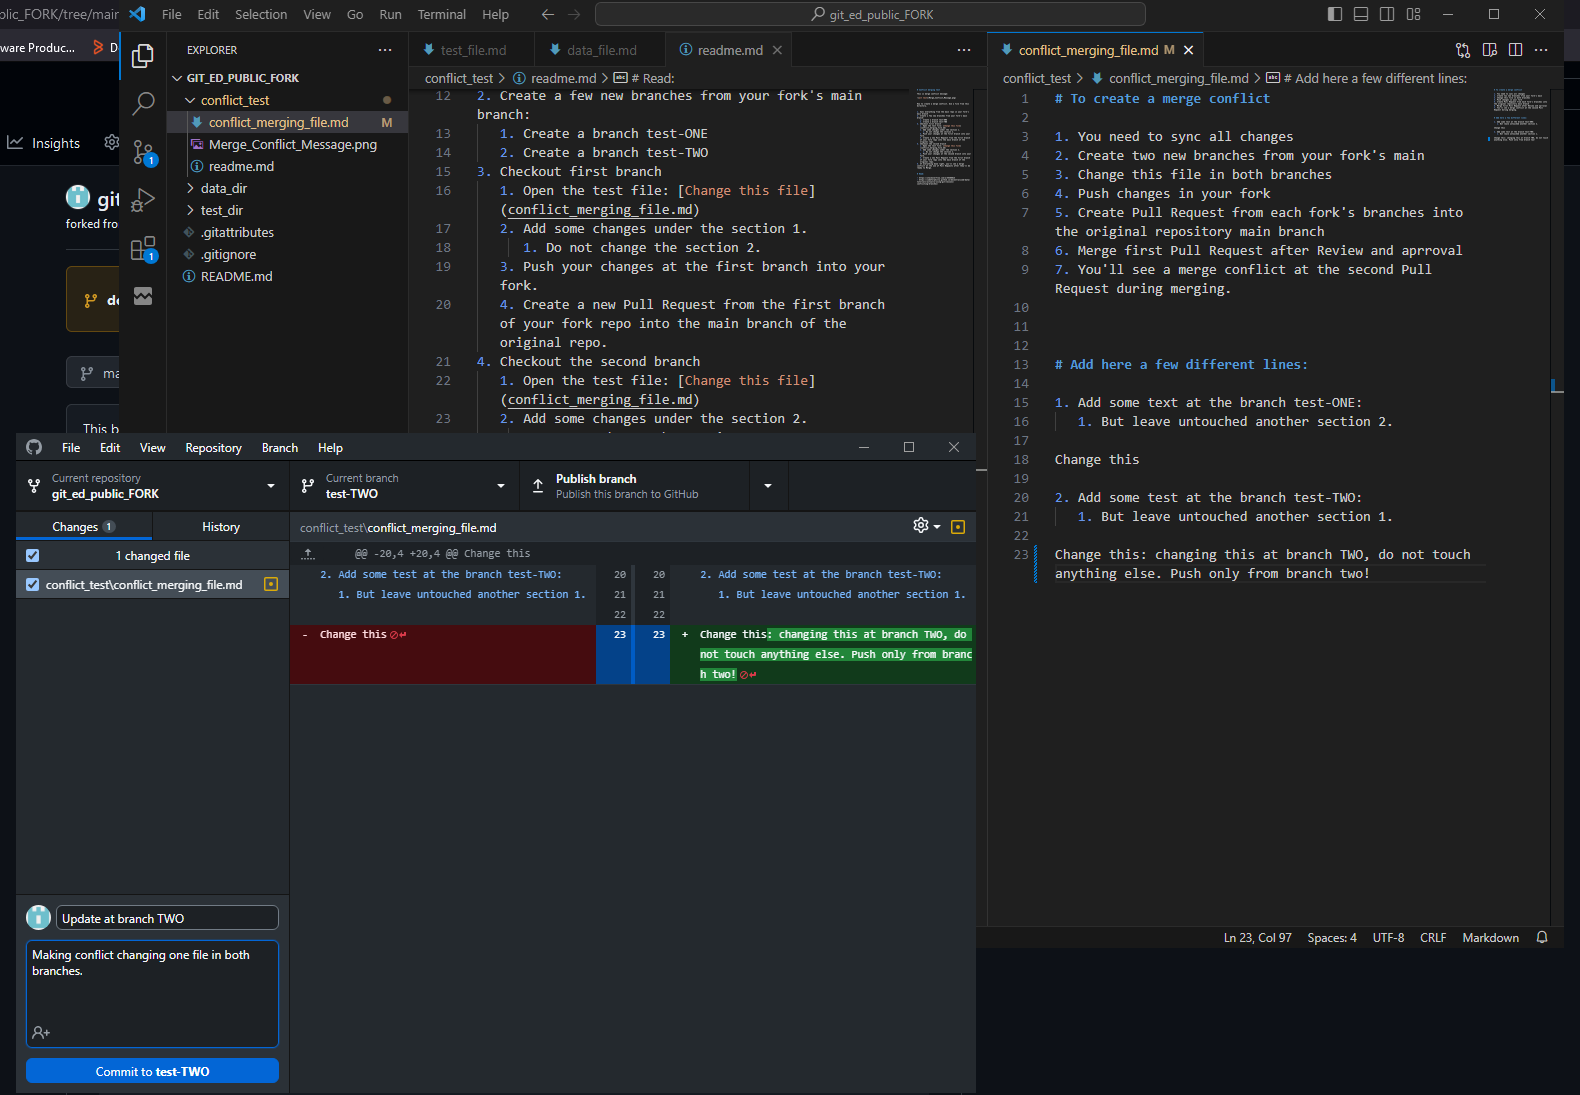 blic_FORK/tree/main
ware Produc...
Insights
git
forked fro
de
ma
This b
File Edit Selection View Go Run Terminal Help
git_ed_public_FORK
EXPLORER
GIT_ED_PUBLIC_FORK
conflict_test
conflict_merging_file.md M
Merge_Conflict_Message.png
readme.md
data_dir
test_dir
.gitattributes
.gitignore
README.md
1
1
test_file.md data_file.md readme.md
conflict_test > readme.md > # Read:
12 2. Create a few new branches from your fork's main
branch:
13 1. Create a branch test-ONE
14 2. Create a branch test-TWO
15 3. Checkout first branch
16 1. Open the test file: [Change this file]
(conflict_merging_file.md)
17 2. Add some changes under the section 1.
18 1. Do not change the section 2.
19 3. Push your changes at the first branch into your
fork.
20 4. Create a new Pull Request from the first branch
of your fork repo into the main branch of the
original repo.
21 4. Checkout the second branch
22 1. Open the test file: [Change this file]
(conflict_merging_file.md)
23 2. Add some changes under the section 2.
conflict_merging_file.md M
conflict_test > conflict_merging_file.md > # Add here a few different lines:
1 # To create a merge conflict
2
3 1. You need to sync all changes
4 2. Create two new branches from your fork's main
5 3. Change this file in both branches
6 4. Push changes in your fork
7 5. Create Pull Request from each fork's branches into
the original repository main branch
8 6. Merge first Pull Request after Review and aprroval
9 7. You'll see a merge conflict at the second Pull
Request during merging.
10
11
12
13 # Add here a few different lines:
14
15 1. Add some text at the branch test-ONE:
16 1. But leave untouched another section 2.
17
18 Change this
19
20 2. Add some test at the branch test-TWO:
21 1. But leave untouched another section 1.
22
23 Change this: changing this at branch TWO, do not touch
anything else. Push only from branch two!
Ln 23, Col 97 Spaces: 4 UTF-8 CRLF Markdown
File Edit View Repository Branch Help
Current repository
git_ed_public_FORK
Current branch
test-TWO
Publish branch
Publish this branch to GitHub
Changes 1 History
1 changed file
conflict_test\conflict_merging_file.md
conflict_test\conflict_merging_file.md
@@ -20,4 +20,4 @@ Change this
2. Add some test at the branch test-TWO: 20 20 2. Add some test at the branch test-TWO:
1. But leave untouched another section 1. 21 21 1. But leave untouched another section 1.
22 22
- Change this 23 23 + Change this: changing this at branch TWO, do
not touch anything else. Push only from branc
h two!
Update at branch TWO
Making conflict changing one file in both
branches.
Commit to test-TWO